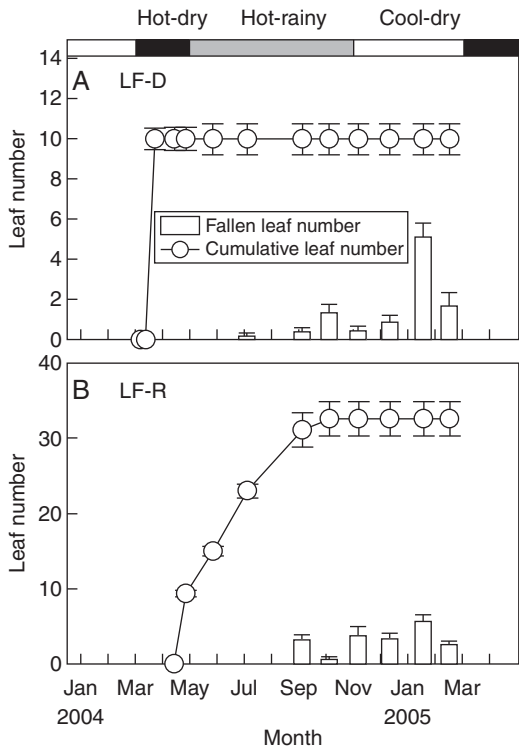 Hot-dry Hot-rainy Cool-dry
A LF-D
14
12
10
8
6
4
2
0
Leaf number
Fallen leaf number
Cumulative leaf number
B LF-R
40
30
20
10
0
Leaf number
Jan Mar May Jul Sep Nov Jan Mar
2004 2005
Month